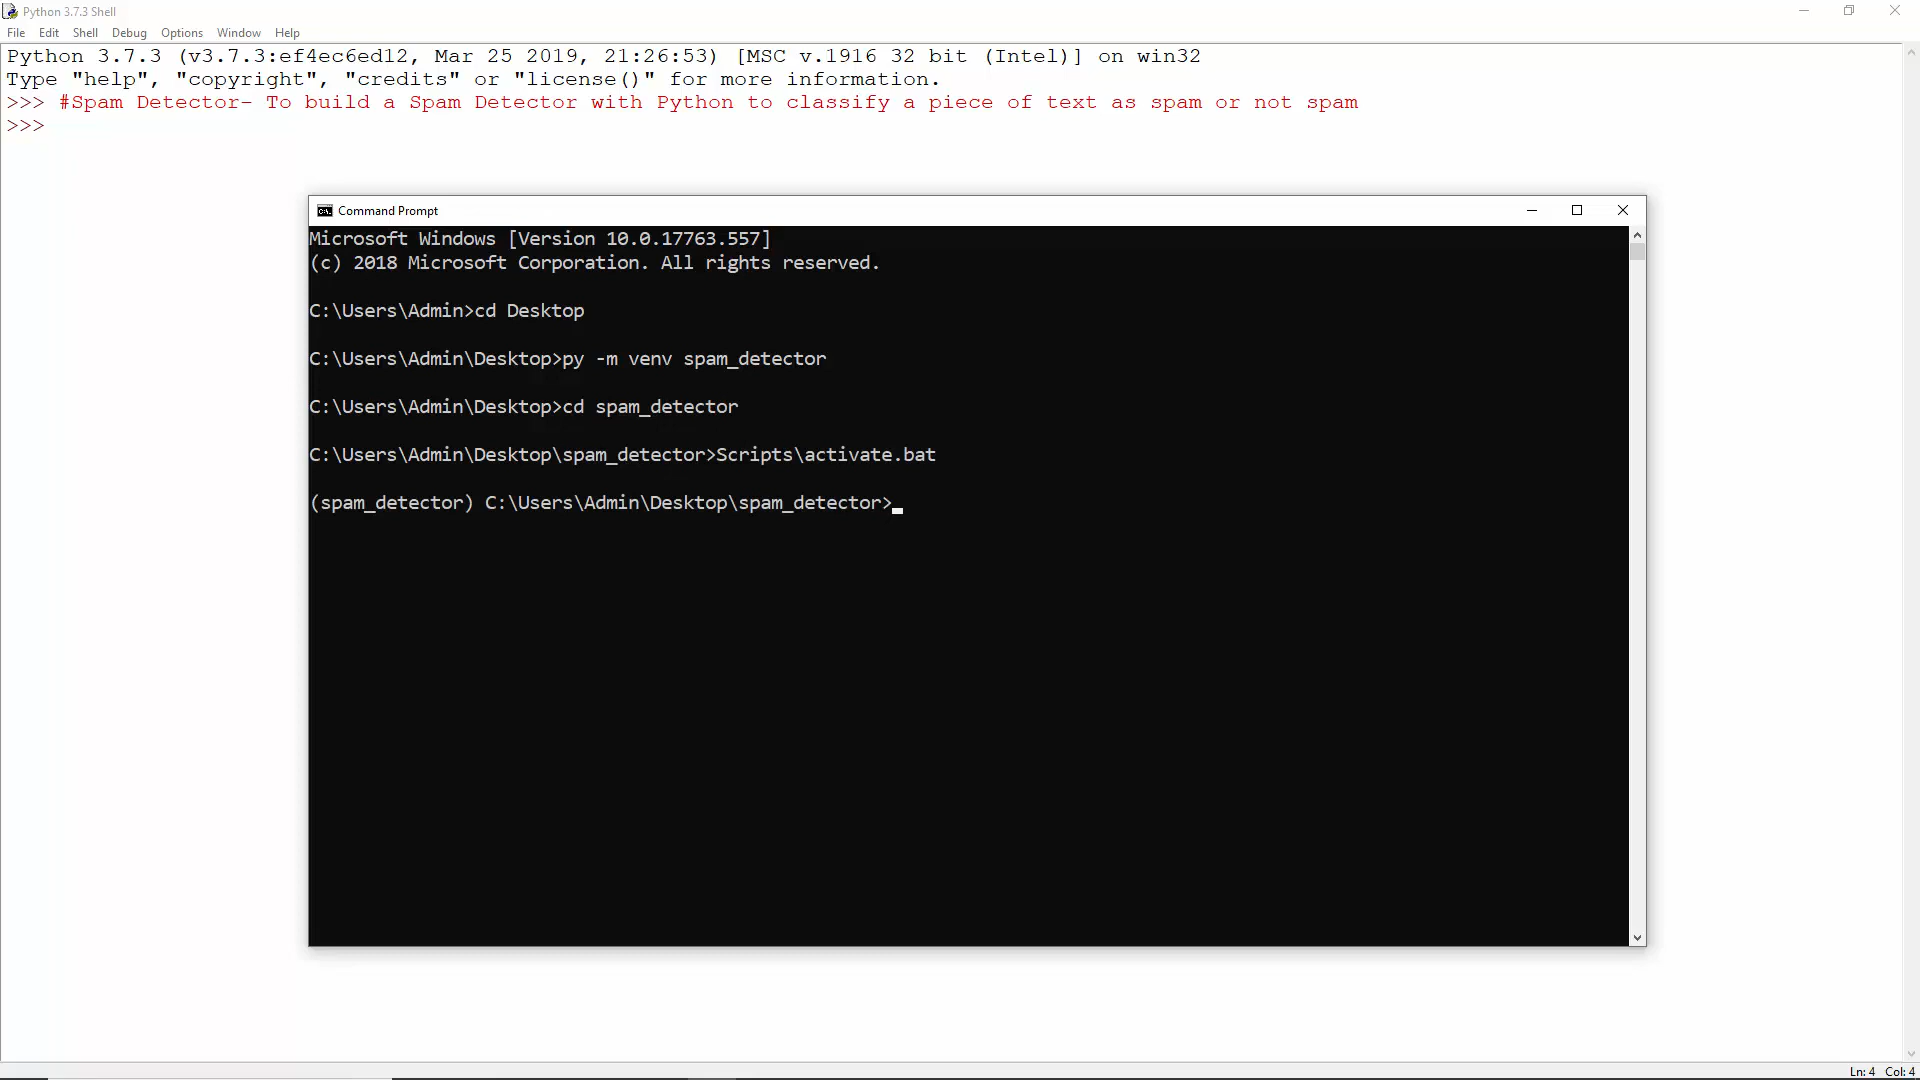 Python 3.7.3 Shell
File Edit Shell Debug Options Window Help
Python 3.7.3 (v3.7.3:ef4ec6ed12, Mar 25 2019, 21:26:53) [MSC v.1916 32 bit (Intel)] on win32
Type "help", "copyright", "credits" or "license()" for more information.
>>> #Spam Detector- To build a Spam Detector with Python to classify a piece of text as spam or not spam
>>>
Command Prompt
Microsoft Windows [Version 10.0.17763.557]
(c) 2018 Microsoft Corporation. All rights reserved.
C:\Users\Admin>cd Desktop
C:\Users\Admin\Desktop>py -m venv spam_detector
C:\Users\Admin\Desktop>cd spam_detector
C:\Users\Admin\Desktop\spam_detector>Scripts\activate.bat
(spam_detector) C:\Users\Admin\Desktop\spam_detector>
Ln: 4 Col: 4